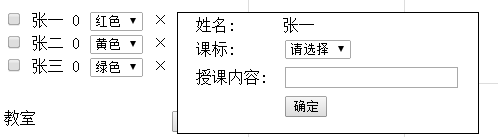 张一 0 红色 ×
张二 0 黄色 ×
张三 0 绿色 ×
教室
姓名: 张一
课标: 请选择
授课内容:
确定